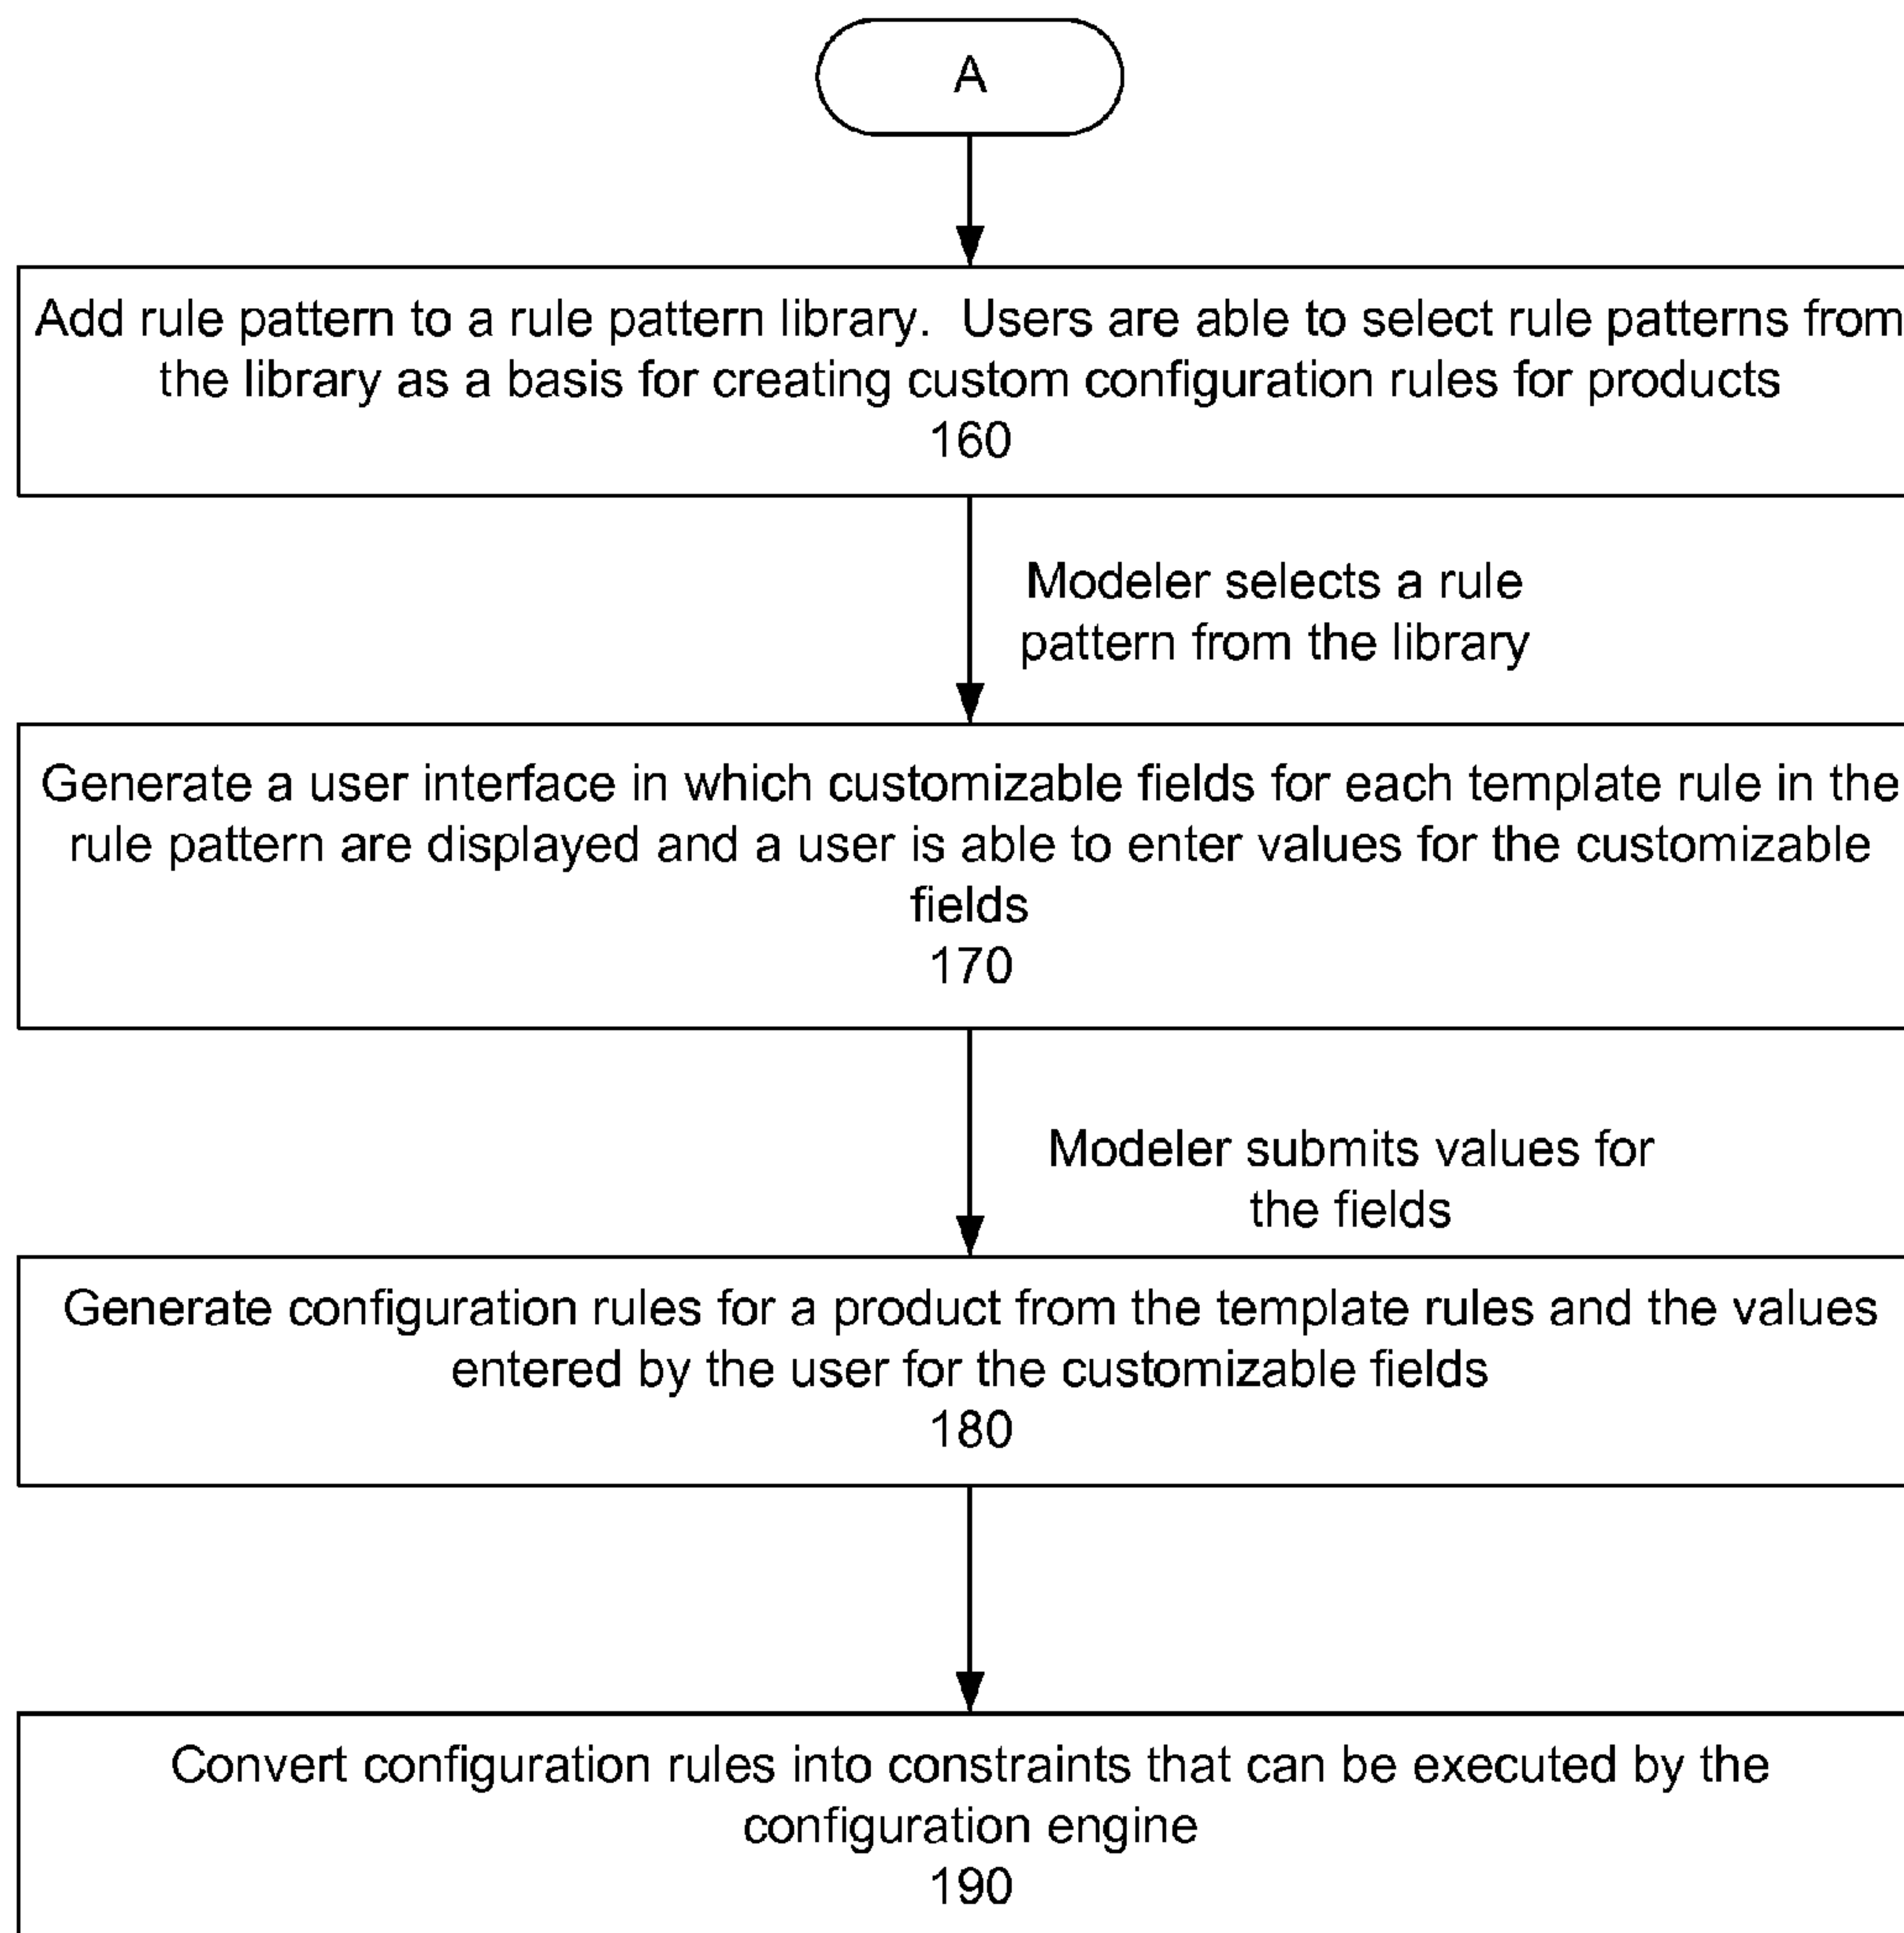 A
Add rule pattern to a rule pattern library.  Users are able to select rule patterns from
the library as a basis for creating custom configuration rules for products
160
Modeler selects a rule
pattern from the library
Generate a user interface in which customizable fields for each template rule in the
rule pattern are displayed and a user is able to enter values for the customizable
fields
170
Modeler submits values for
the fields
Generate configuration rules for a product from the template rules and the values
entered by the user for the customizable fields
180
Convert configuration rules into constraints that can be executed by the
configuration engine
190